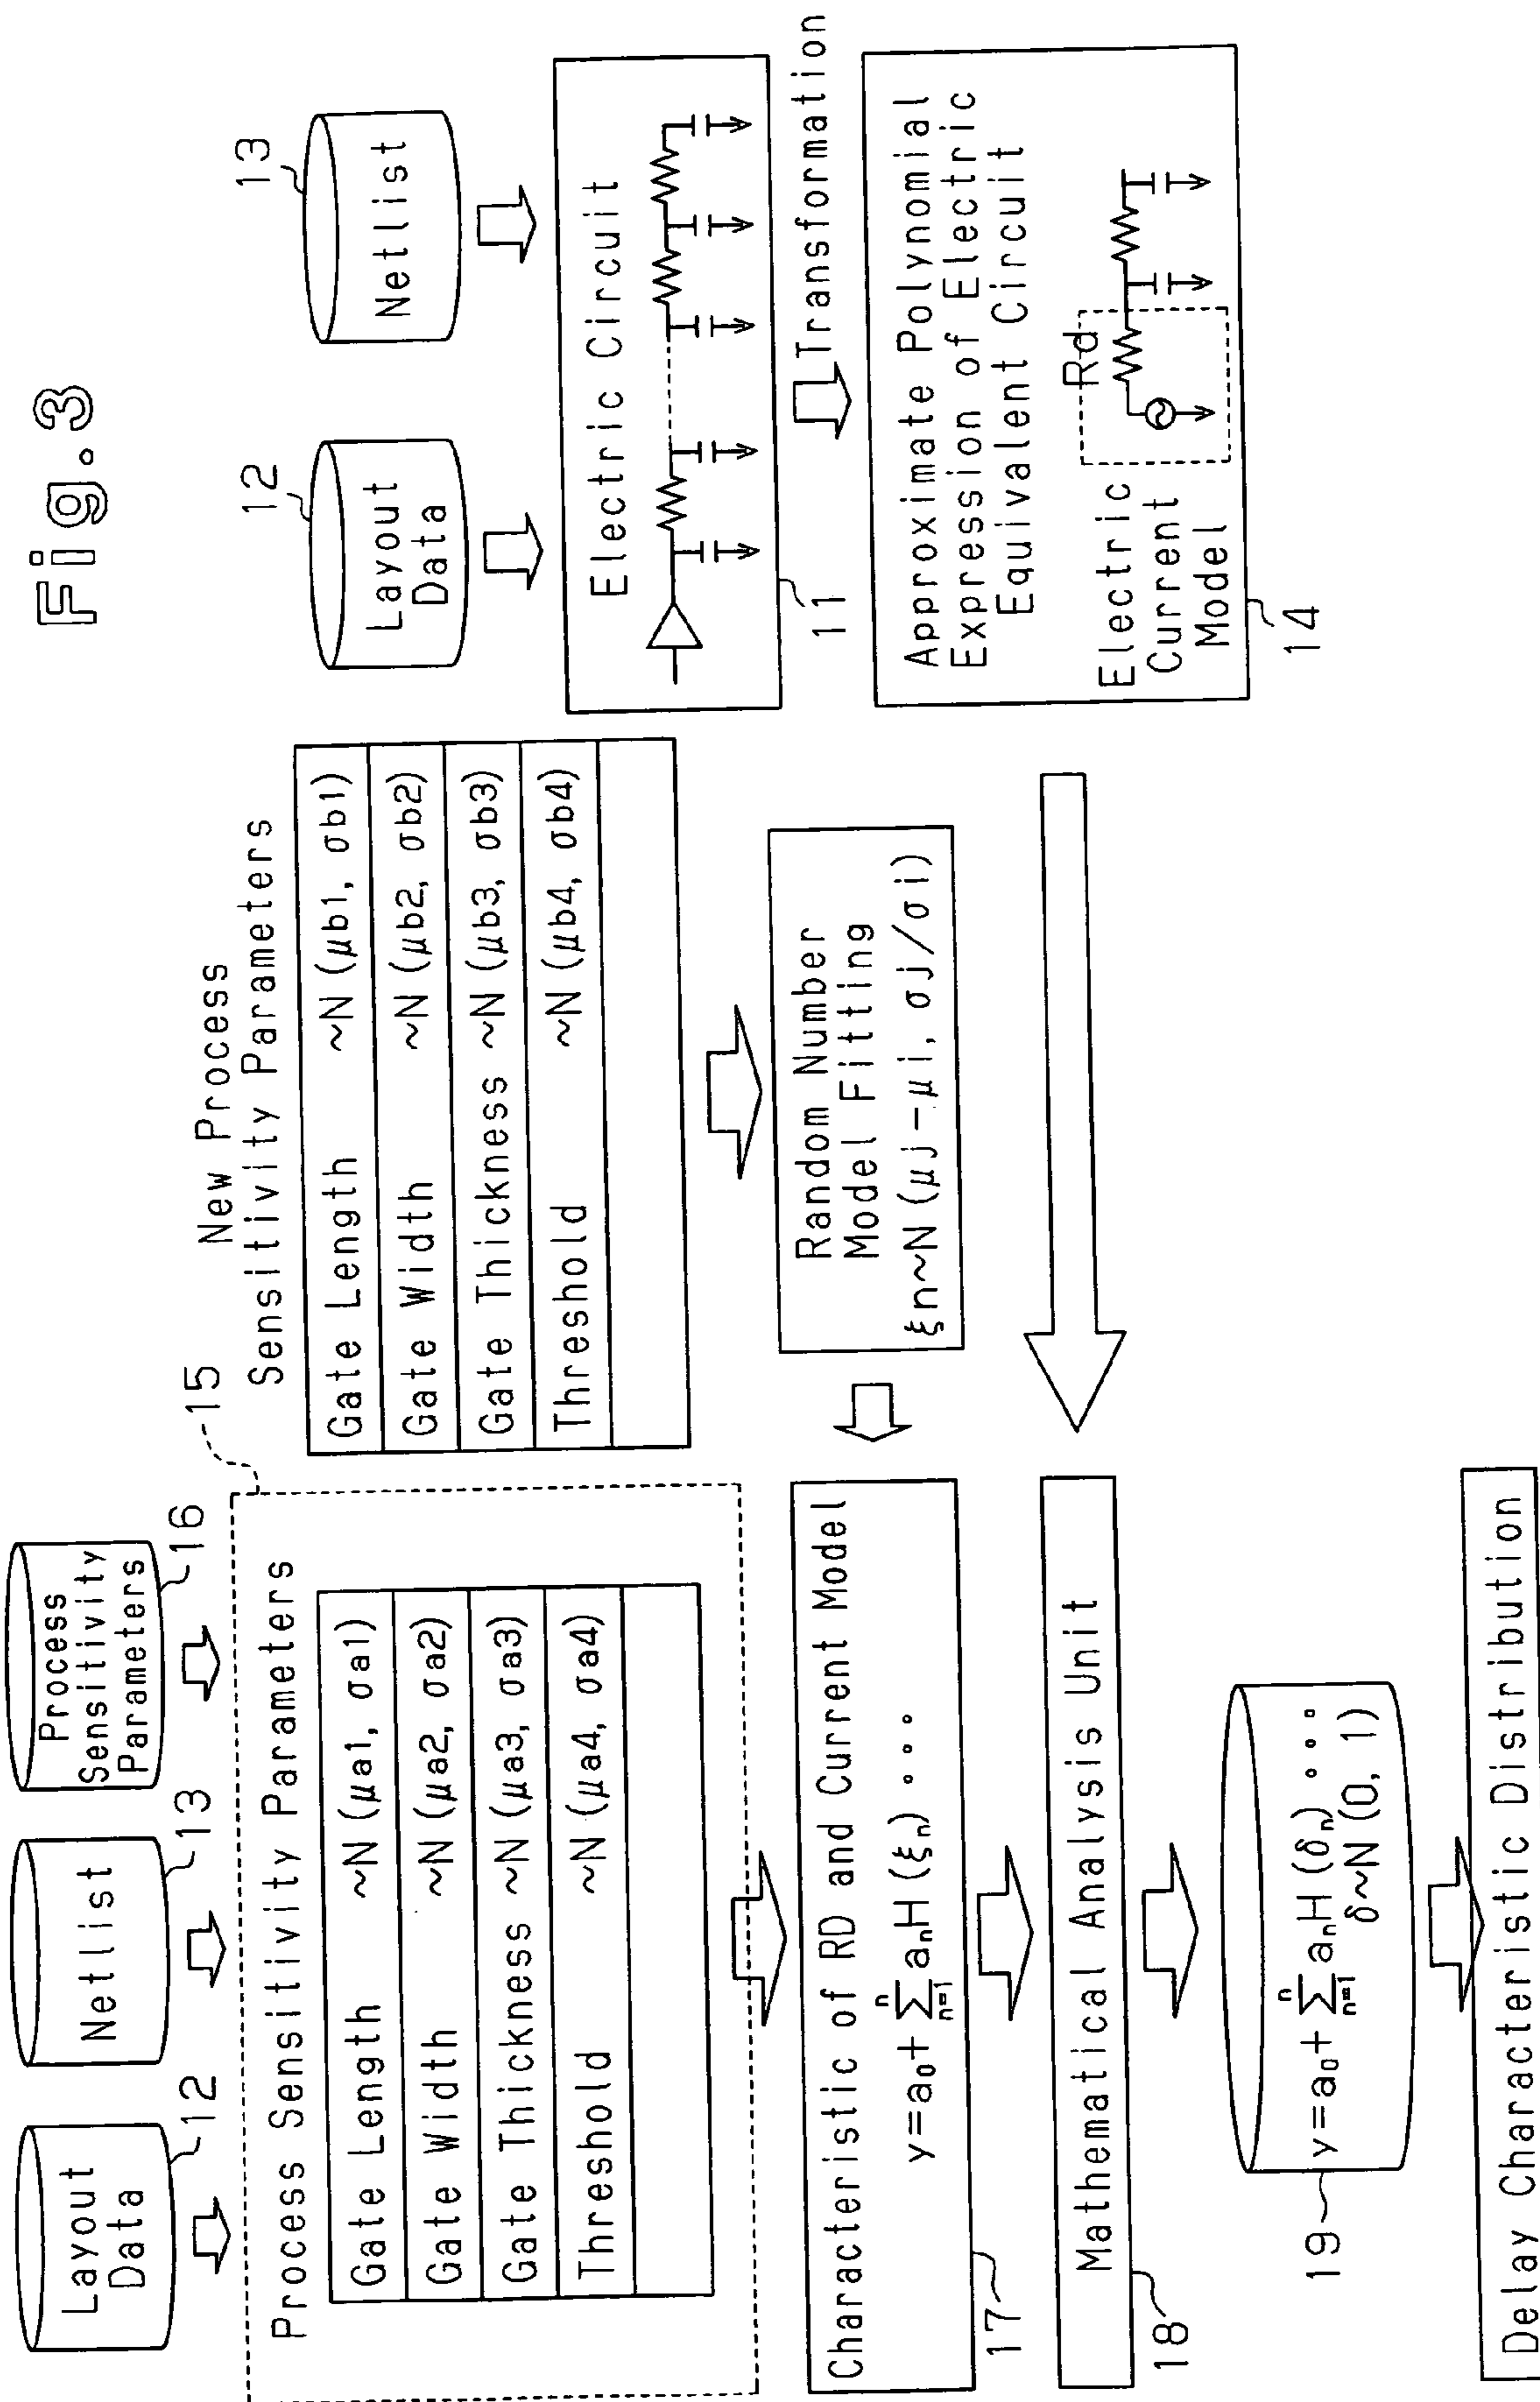 Fig.3
Layout
Data
12
Netlist
13
Process
Sensitivity
Parameters
16
15
Process Sensitivity Parameters
Gate Length ~N (μa1, σa1)
Gate Width ~N (μa2, σa2)
Gate Thickness ~N (μa3, σa3)
Threshold ~N (μa4, σa4)
New Process
Sensitivity Parameters
Gate Length ~N (μb1, σb1)
Gate Width ~N (μb2, σb2)
Gate Thickness ~N (μb3, σb3)
Threshold ~N (μb4, σb4)
Layout
Data
12
Netlist
13
Electric Circuit
11
Transformation
Approximate Polynomial
Expression of Electric
Equivalent Circuit
Rd
Electric
Current
Model
14
Random Number
Model Fitting
ξn~N (μj-μi, σj/σi)
Characteristic of RD and Current Model
y=a₀+ n∑n=1 aₙH (ξₙ) ...
17
Mathematical Analysis Unit
18
y=a₀+ n∑n=1 aₙH (δₙ) ...
δ~N (0, 1)
19
Delay Characteristic Distribution